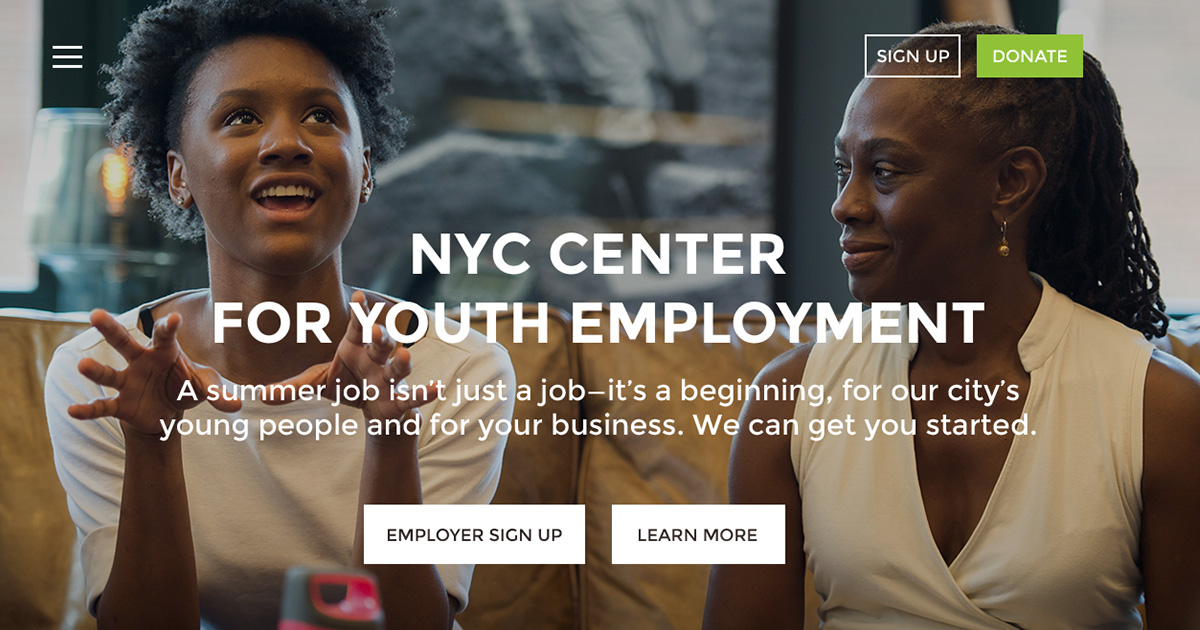 SIGN UP
DONATE
NYC CENTER
FOR YOUTH EMPLOYMENT
A summer job isn’t just a job—it’s a beginning, for our city’s
young people and for your business. We can get you started.
EMPLOYER SIGN UP
LEARN MORE